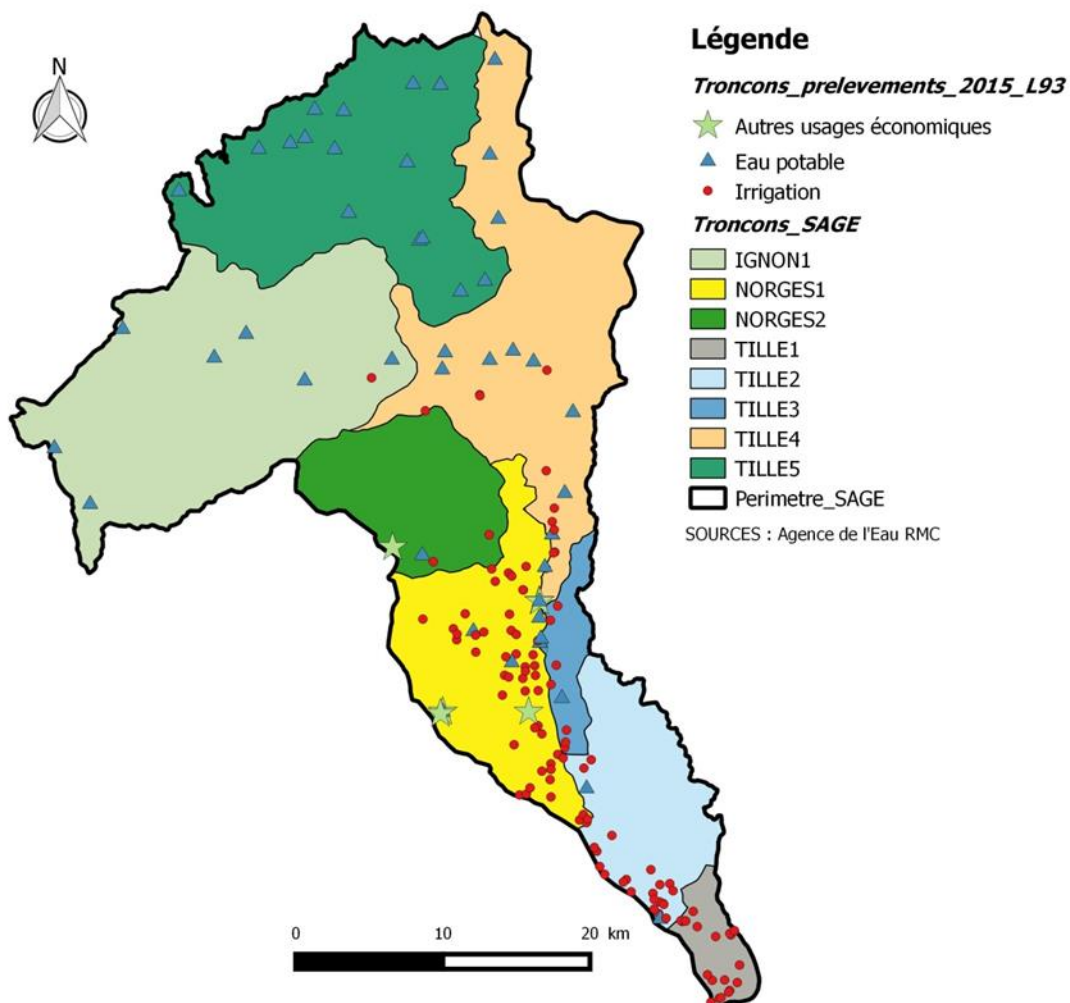 N
Légende
Troncons_prelevements_2015_L93
Autres usages économiques
Eau potable
Irrigation
Troncons_SAGE
IGNON1
NORGES1
NORGES2
TILLE1
TILLE2
TILLE3
TILLE4
TILLE5
Perimetre_SAGE
SOURCES : Agence de l'Eau RMC
0 10 20 km